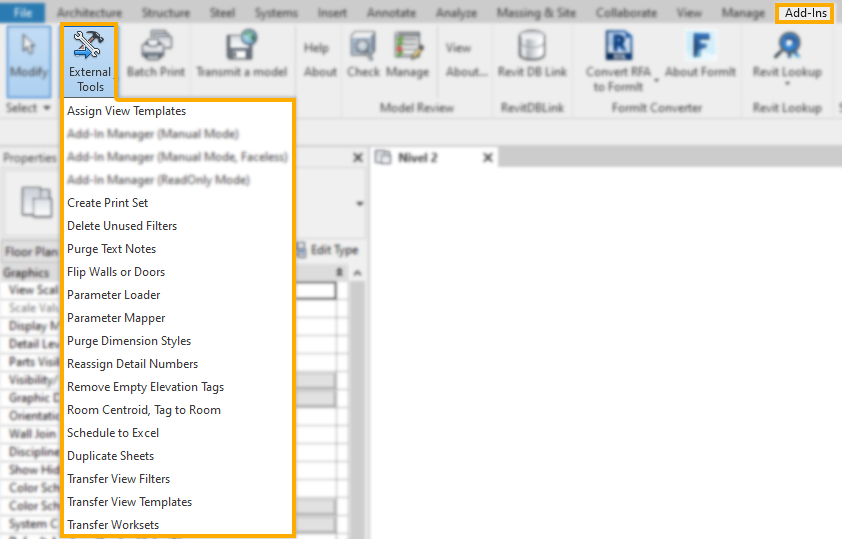 File Architecture Structure Steel Systems Insert Annotate Analyze Massing & Site Collaborate View Manage Add-Ins
Modify
External
Tools
Batch Print
Transmit a model
Help
About
Check
Manage
View
About...
Revit DB Link
Convert RFA
to FormIt
About FormIt
Revit Lookup
Select
Model Review
RevitDBLink
FormIt Converter
Revit Lookup
Assign View Templates
Add-In Manager (Manual Mode)
Add-In Manager (Manual Mode, Faceless)
Add-In Manager (ReadOnly Mode)
Create Print Set
Delete Unused Filters
Purge Text Notes
Flip Walls or Doors
Parameter Loader
Parameter Mapper
Purge Dimension Styles
Reassign Detail Numbers
Remove Empty Elevation Tags
Room Centroid, Tag to Room
Schedule to Excel
Duplicate Sheets
Transfer View Filters
Transfer View Templates
Transfer Worksets
Properties
Floor Plan
Edit Type
Graphics
View Scal
Scale Valu
Display M
Detail Lev
Parts Visib
Visibility/
Graphic D
Orientatio
Wall Join
Discipline
Show Hid
Color Sch
Color Sch
System C
Nivel 2